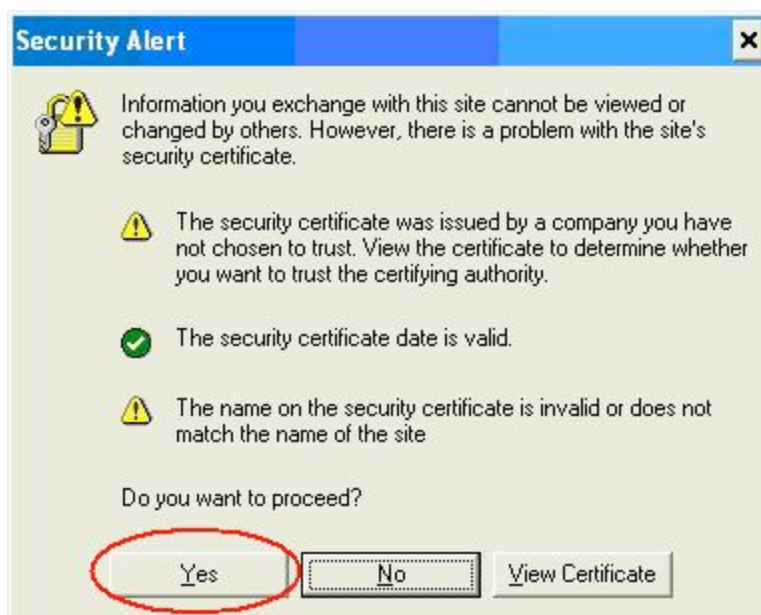 Security Alert
Information you exchange with this site cannot be viewed or
changed by others. However, there is a problem with the site's
security certificate.
The security certificate was issued by a company you have
not chosen to trust. View the certificate to determine whether
you want to trust the certifying authority.
The security certificate date is valid.
The name on the security certificate is invalid or does not
match the name of the site
Do you want to proceed?
Yes No View Certificate